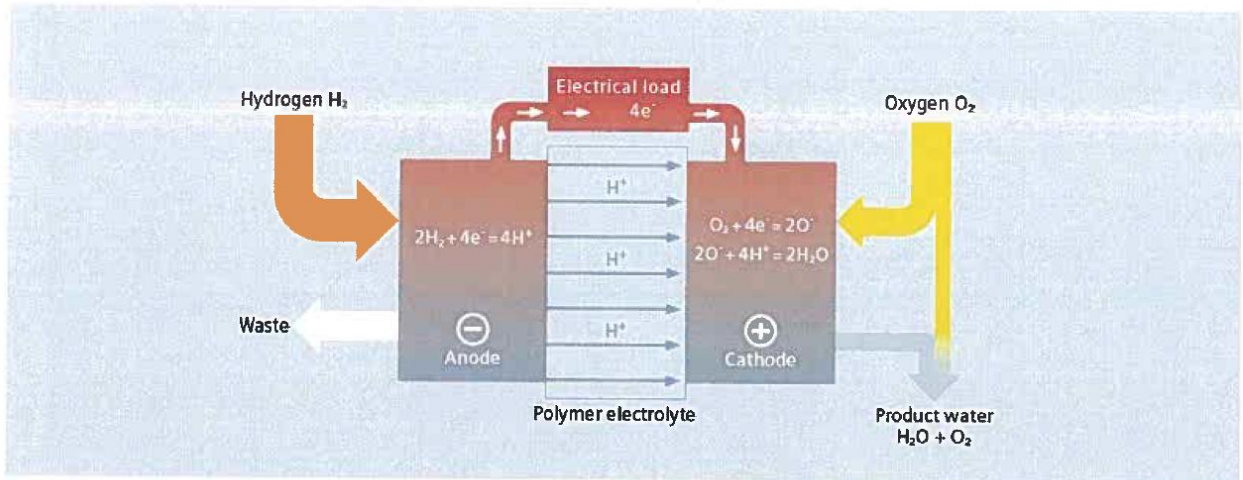 Electrical load
4e⁻
Hydrogen H₂
Oxygen O₂
H⁺
2H₂ + 4e⁻ = 4H⁺
O₂ + 4e⁻ = 2O⁻
2O⁻ + 4H⁺ = 2H₂O
H⁺
Waste
H⁺
−
+
Anode
Cathode
Polymer electrolyte
Product water
H₂O + O₂